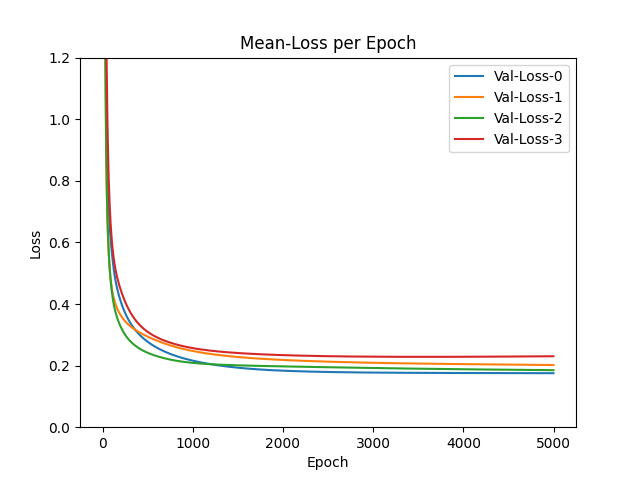 Mean-Loss per Epoch
1.2
1.0
0.8
0.6
0.4
0.2
0.0
Loss
Val-Loss-0
Val-Loss-1
Val-Loss-2
Val-Loss-3
0 1000 2000 3000 4000 5000
Epoch